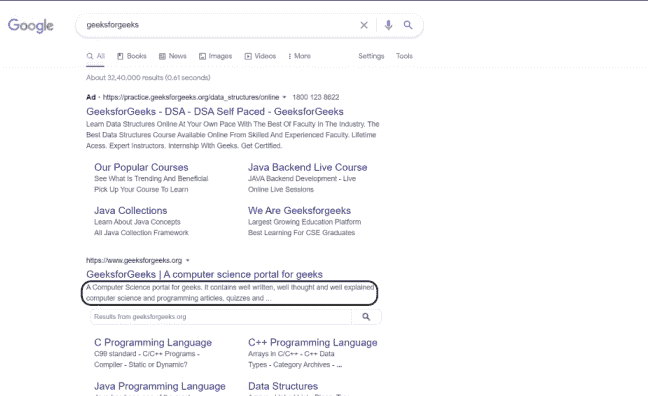 Google
geeksforgeeks
All Books News Images Videos More Settings Tools
About 32,40,000 results (0.61 seconds)
Ad · https://practice.geeksforgeeks.org/data_structures/online 1800 123 8622
GeeksforGeeks - DSA - DSA Self Paced - GeeksforGeeks
Learn Data Structures Online At Your Own Pace With The Best Of Faculty In The Industry. The
Best Data Structures Course Available Online From Skilled And Experienced Faculty. Lifetime
Acess. Expert Instructors. Internship With Geeks. Get Certified.
Our Popular Courses
See What Is Trending And Beneficial
Pick Up Your Course To Learn
Java Backend Live Course
JAVA Backend Development - Live
Online Live Sessions
Java Collections
Learn About Java Concepts
All Java Collection Framework
We Are Geeksforgeeks
Largest Growing Education Platform
Best Learning For CSE Graduates
https://www.geeksforgeeks.org
GeeksforGeeks | A computer science portal for geeks
A Computer Science portal for geeks. It contains well written, well thought and well explained
computer science and programming articles, quizzes and ...
Results from geeksforgeeks.org
C Programming Language
C99 standard - C/C++ Programs -
Compiler - Static or Dynamic?
C++ Programming Language
Arrays in C/C++ - C++ Data
Types - Category Archives - ...
Java Programming Language
Data Structures